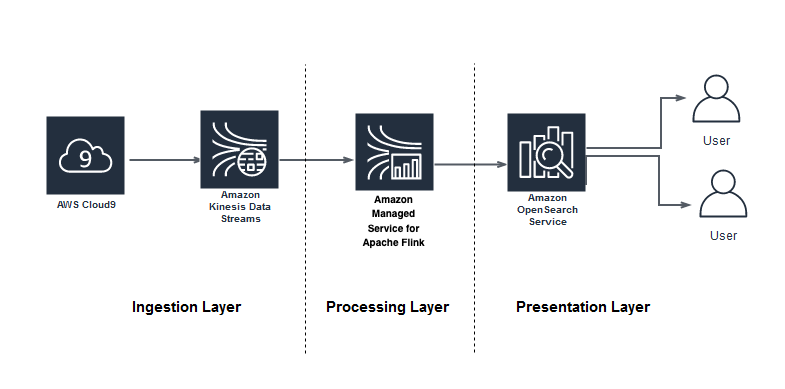 9
AWS Cloud9
Amazon
Kinesis Data
Streams
Amazon
Managed
Service for
Apache Flink
Amazon
OpenSearch
Service
User
User
Ingestion Layer
Processing Layer
Presentation Layer